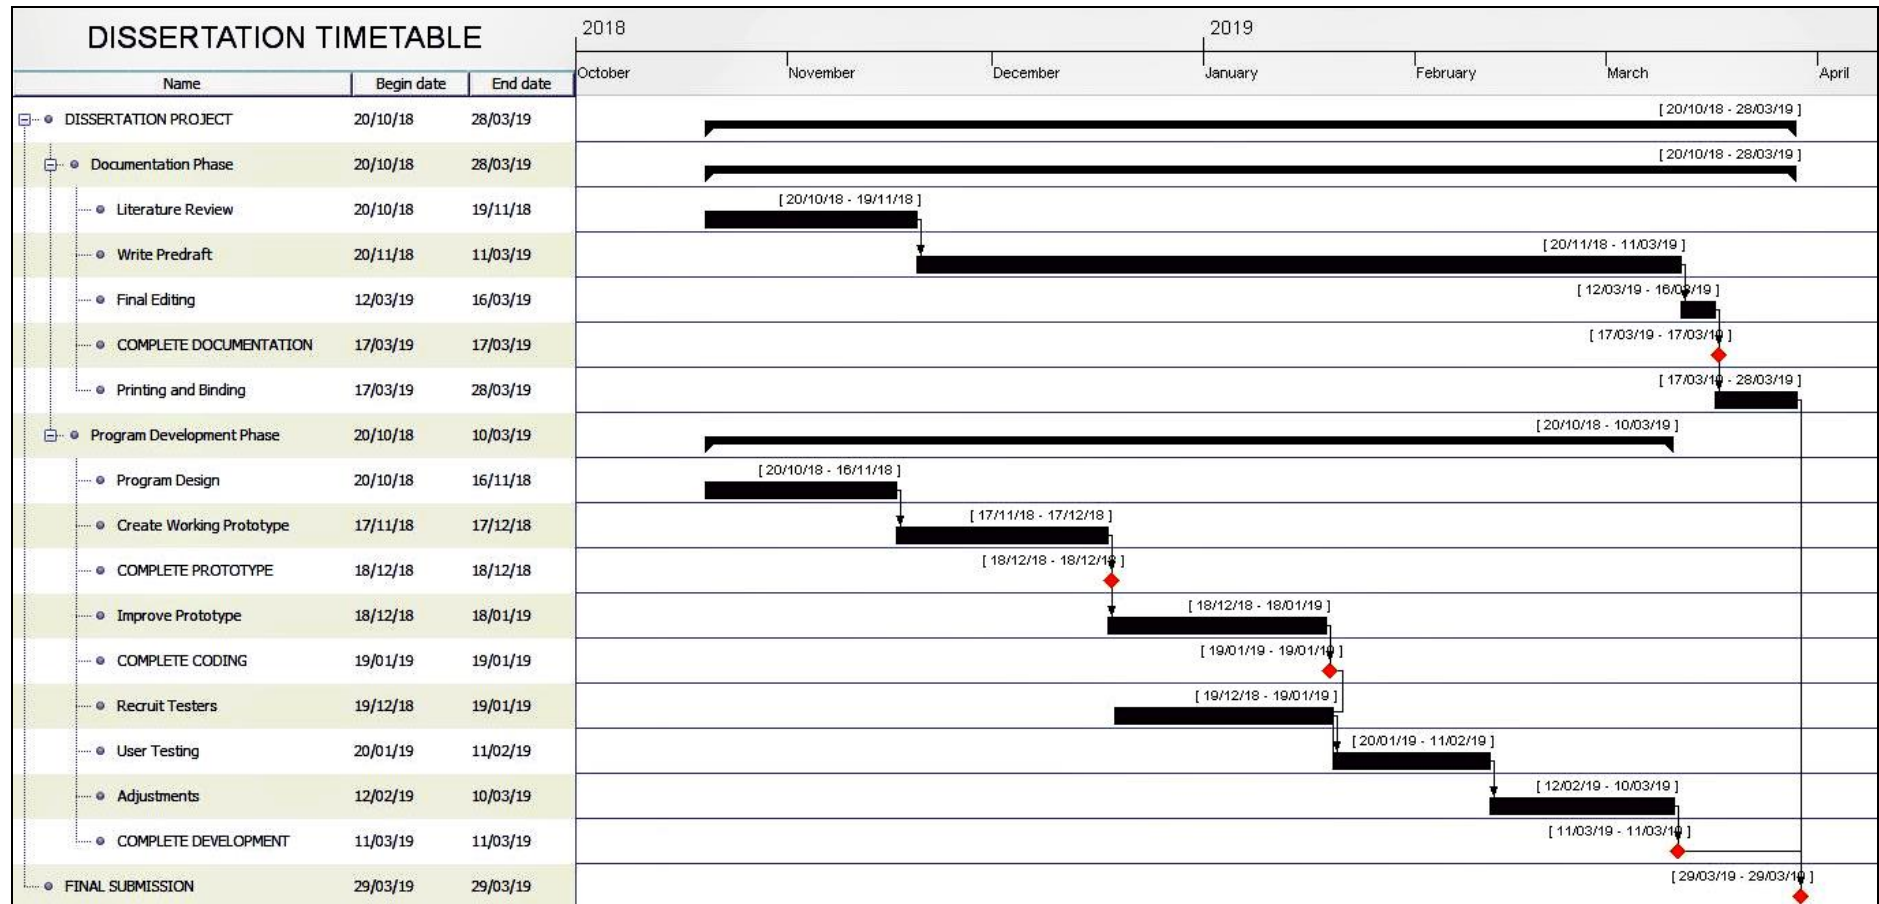 DISSERTATION TIMETABLE
2018 2019
Name Begin date End date October November December January February March April
DISSERTATION PROJECT 20/10/18 28/03/19 [ 20/10/18 - 28/03/19 ]
Documentation Phase 20/10/18 28/03/19 [ 20/10/18 - 28/03/19 ]
Literature Review 20/10/18 19/11/18 [ 20/10/18 - 19/11/18 ]
Write Predraft 20/11/18 11/03/19 [ 20/11/18 - 11/03/19 ]
Final Editing 12/03/19 16/03/19 [ 12/03/19 - 16/03/19 ]
COMPLETE DOCUMENTATION 17/03/19 17/03/19 [ 17/03/19 - 17/03/19 ]
Printing and Binding 17/03/19 28/03/19 [ 17/03/19 - 28/03/19 ]
Program Development Phase 20/10/18 10/03/19 [ 20/10/18 - 10/03/19 ]
Program Design 20/10/18 16/11/18 [ 20/10/18 - 16/11/18 ]
Create Working Prototype 17/11/18 17/12/18 [ 17/11/18 - 17/12/18 ]
COMPLETE PROTOTYPE 18/12/18 18/12/18 [ 18/12/18 - 18/12/18 ]
Improve Prototype 18/12/18 18/01/19 [ 18/12/18 - 18/01/19 ]
COMPLETE CODING 19/01/19 19/01/19 [ 19/01/19 - 19/01/19 ]
Recruit Testers 19/12/18 19/01/19 [ 19/12/18 - 19/01/19 ]
User Testing 20/01/19 11/02/19 [ 20/01/19 - 11/02/19 ]
Adjustments 12/02/19 10/03/19 [ 12/02/19 - 10/03/19 ]
COMPLETE DEVELOPMENT 11/03/19 11/03/19 [ 11/03/19 - 11/03/19 ]
FINAL SUBMISSION 29/03/19 29/03/19 [ 29/03/19 - 29/03/19 ]